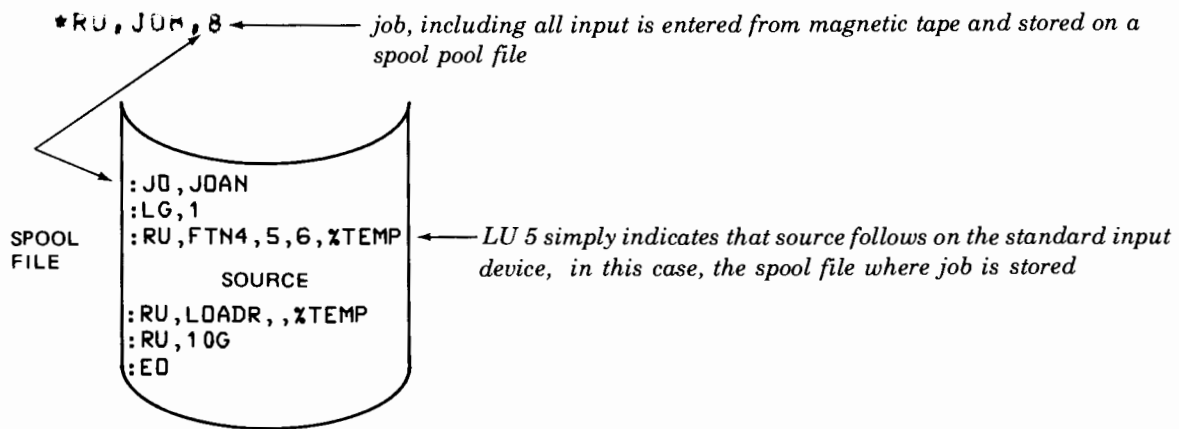 *RU,JOB,8 job, including all input is entered from magnetic tape and stored on a
spool pool file
:JO,JOAN
:LG,1
:RU,FTN4,5,6,%TEMP LU 5 simply indicates that source follows on the standard input
device, in this case, the spool file where job is stored
SPOOL
FILE
SOURCE
:RU,LOADR,,%TEMP
:RU,10G
:EO